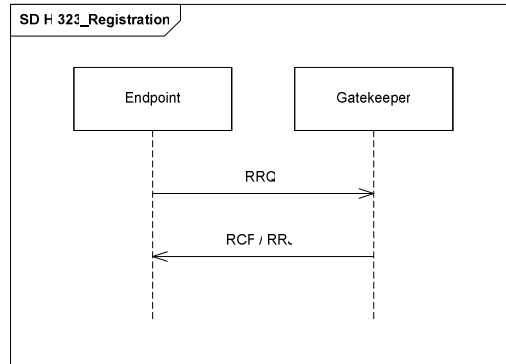 SD H.323_Registration
Endpoint
Gatekeeper
RRQ
RCF / RRJ